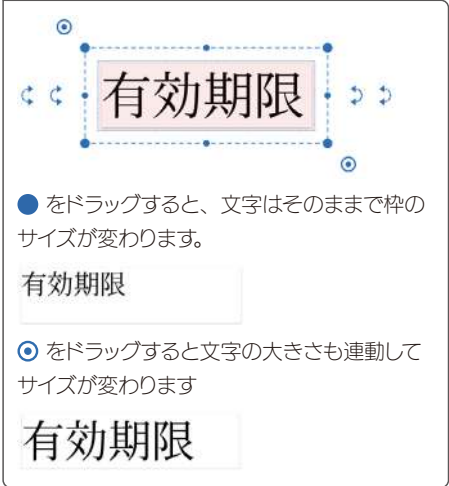 有効期限
● をドラッグすると、文字はそのままで枠の
サイズが変わります。
有効期限
◉ をドラッグすると文字の大きさも連動して
サイズが変わります
有効期限